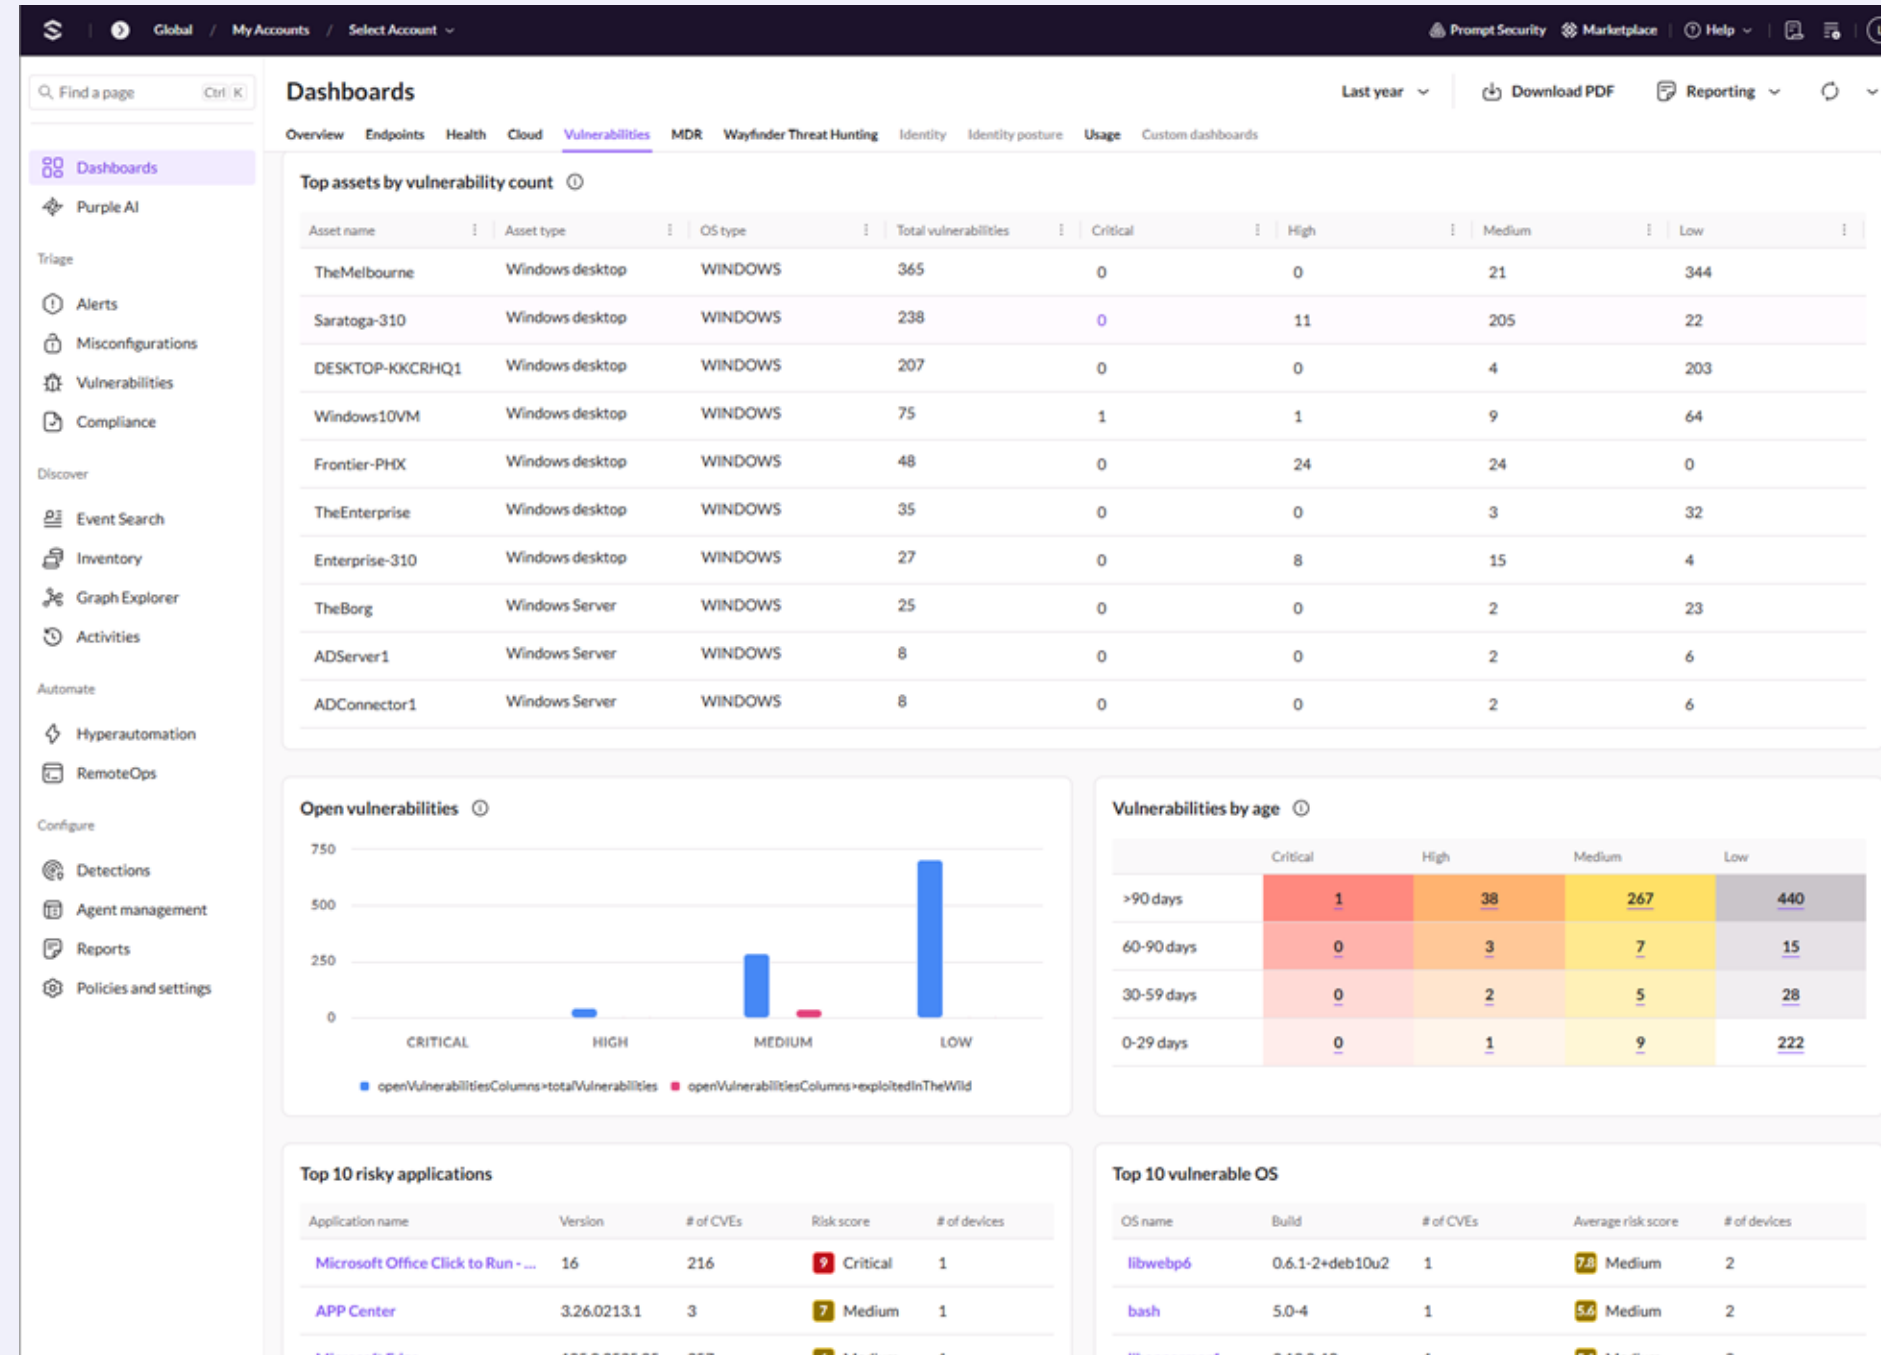 Global / My Accounts / Select Account
Prompt Security Marketplace Help
Find a page Ctrl K
Dashboards
Purple AI
Triage
Alerts
Misconfigurations
Vulnerabilities
Compliance
Discover
Event Search
Inventory
Graph Explorer
Activities
Automate
Hyperautomation
RemoteOps
Configure
Detections
Agent management
Reports
Policies and settings
Dashboards
Last year Download PDF Reporting
Overview Endpoints Health Cloud Vulnerabilities MDR Wayfinder Threat Hunting Identity Identity posture Usage Custom dashboards
Top assets by vulnerability count
Asset name Asset type OS type Total vulnerabilities Critical High Medium Low
TheMelbourne Windows desktop WINDOWS 365 0 0 21 344
Saratoga-310 Windows desktop WINDOWS 238 0 11 205 22
DESKTOP-KKCRHQ1 Windows desktop WINDOWS 207 0 0 4 203
Windows10VM Windows desktop WINDOWS 75 1 1 9 64
Frontier-PHX Windows desktop WINDOWS 48 0 24 24 0
TheEnterprise Windows desktop WINDOWS 35 0 0 3 32
Enterprise-310 Windows desktop WINDOWS 27 0 8 15 4
TheBorg Windows Server WINDOWS 25 0 0 2 23
ADServer1 Windows Server WINDOWS 8 0 0 2 6
ADConnector1 Windows Server WINDOWS 8 0 0 2 6
Open vulnerabilities
750
500
250
0
CRITICAL HIGH MEDIUM LOW
openVulnerabilitiesColumns>totalVulnerabilities openVulnerabilitiesColumns>exploitedInTheWild
Vulnerabilities by age
Critical High Medium Low
>90 days 1 38 267 440
60-90 days 0 3 7 15
30-59 days 0 2 5 28
0-29 days 0 1 9 222
Top 10 risky applications
Application name Version # of CVEs Risk score # of devices
Microsoft Office Click to Run - ... 16 216 9 Critical 1
APP Center 3.26.0213.1 3 7 Medium 1
Top 10 vulnerable OS
OS name Build # of CVEs Average risk score # of devices
libwebp6 0.6.1-2+deb10u2 1 7.8 Medium 2
bash 5.0-4 1 5.6 Medium 2